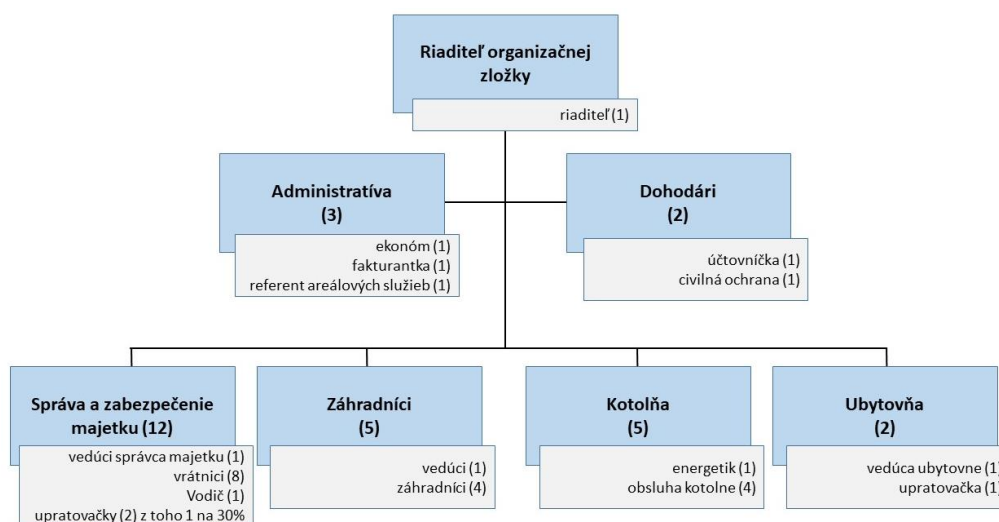 Riaditeľ organizačnej
zložky
riaditeľ (1)
Administratíva
(3)
ekonóm (1)
fakturantka (1)
referent areálových služieb (1)
Dohodári
(2)
účtovníčka (1)
civilná ochrana (1)
Správa a zabezpečenie
majetku (12)
vedúci správca majetku (1)
vrátnici (8)
Vodič (1)
upratovačky (2) z toho 1 na 30%
Záhradníci
(5)
vedúci (1)
záhradníci (4)
Kotolňa
(5)
energetik (1)
obsluha kotolne (4)
Ubytovňa
(2)
vedúca ubytovne (1)
upratovačka (1)